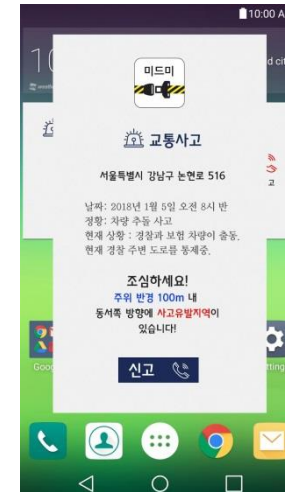 10:00 A
미드미
교통사고
서울특별시 강남구 논현로 516
날짜: 2018년 1월 5일 오전 8시 반
정황: 차량 추돌 사고
현재 상황 : 경찰과 보험 차량이 출동.
현재 경찰 주변 도로를 통제중.
조심하세요!
주위 반경 100m 내
동서쪽 방향에 사고유발지역이
있습니다!
신고